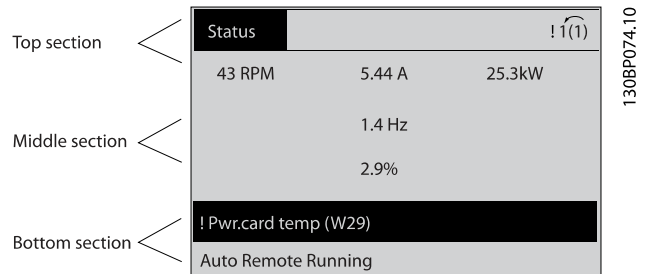 Top section
Status
! 1(1)
43 RPM 5.44 A 25.3kW
Middle section
1.4 Hz
2.9%
! Pwr.card temp (W29)
Bottom section
Auto Remote Running
130BP074.10